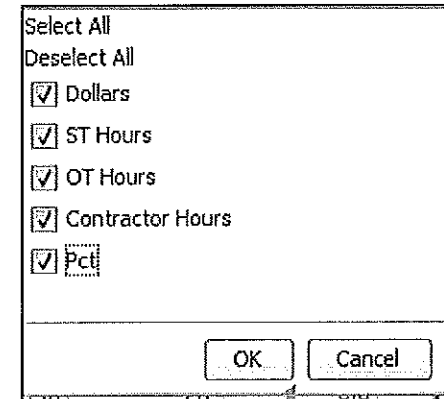 Select All
Deselect All
Dollars
ST Hours
OT Hours
Contractor Hours
Pct
OK Cancel